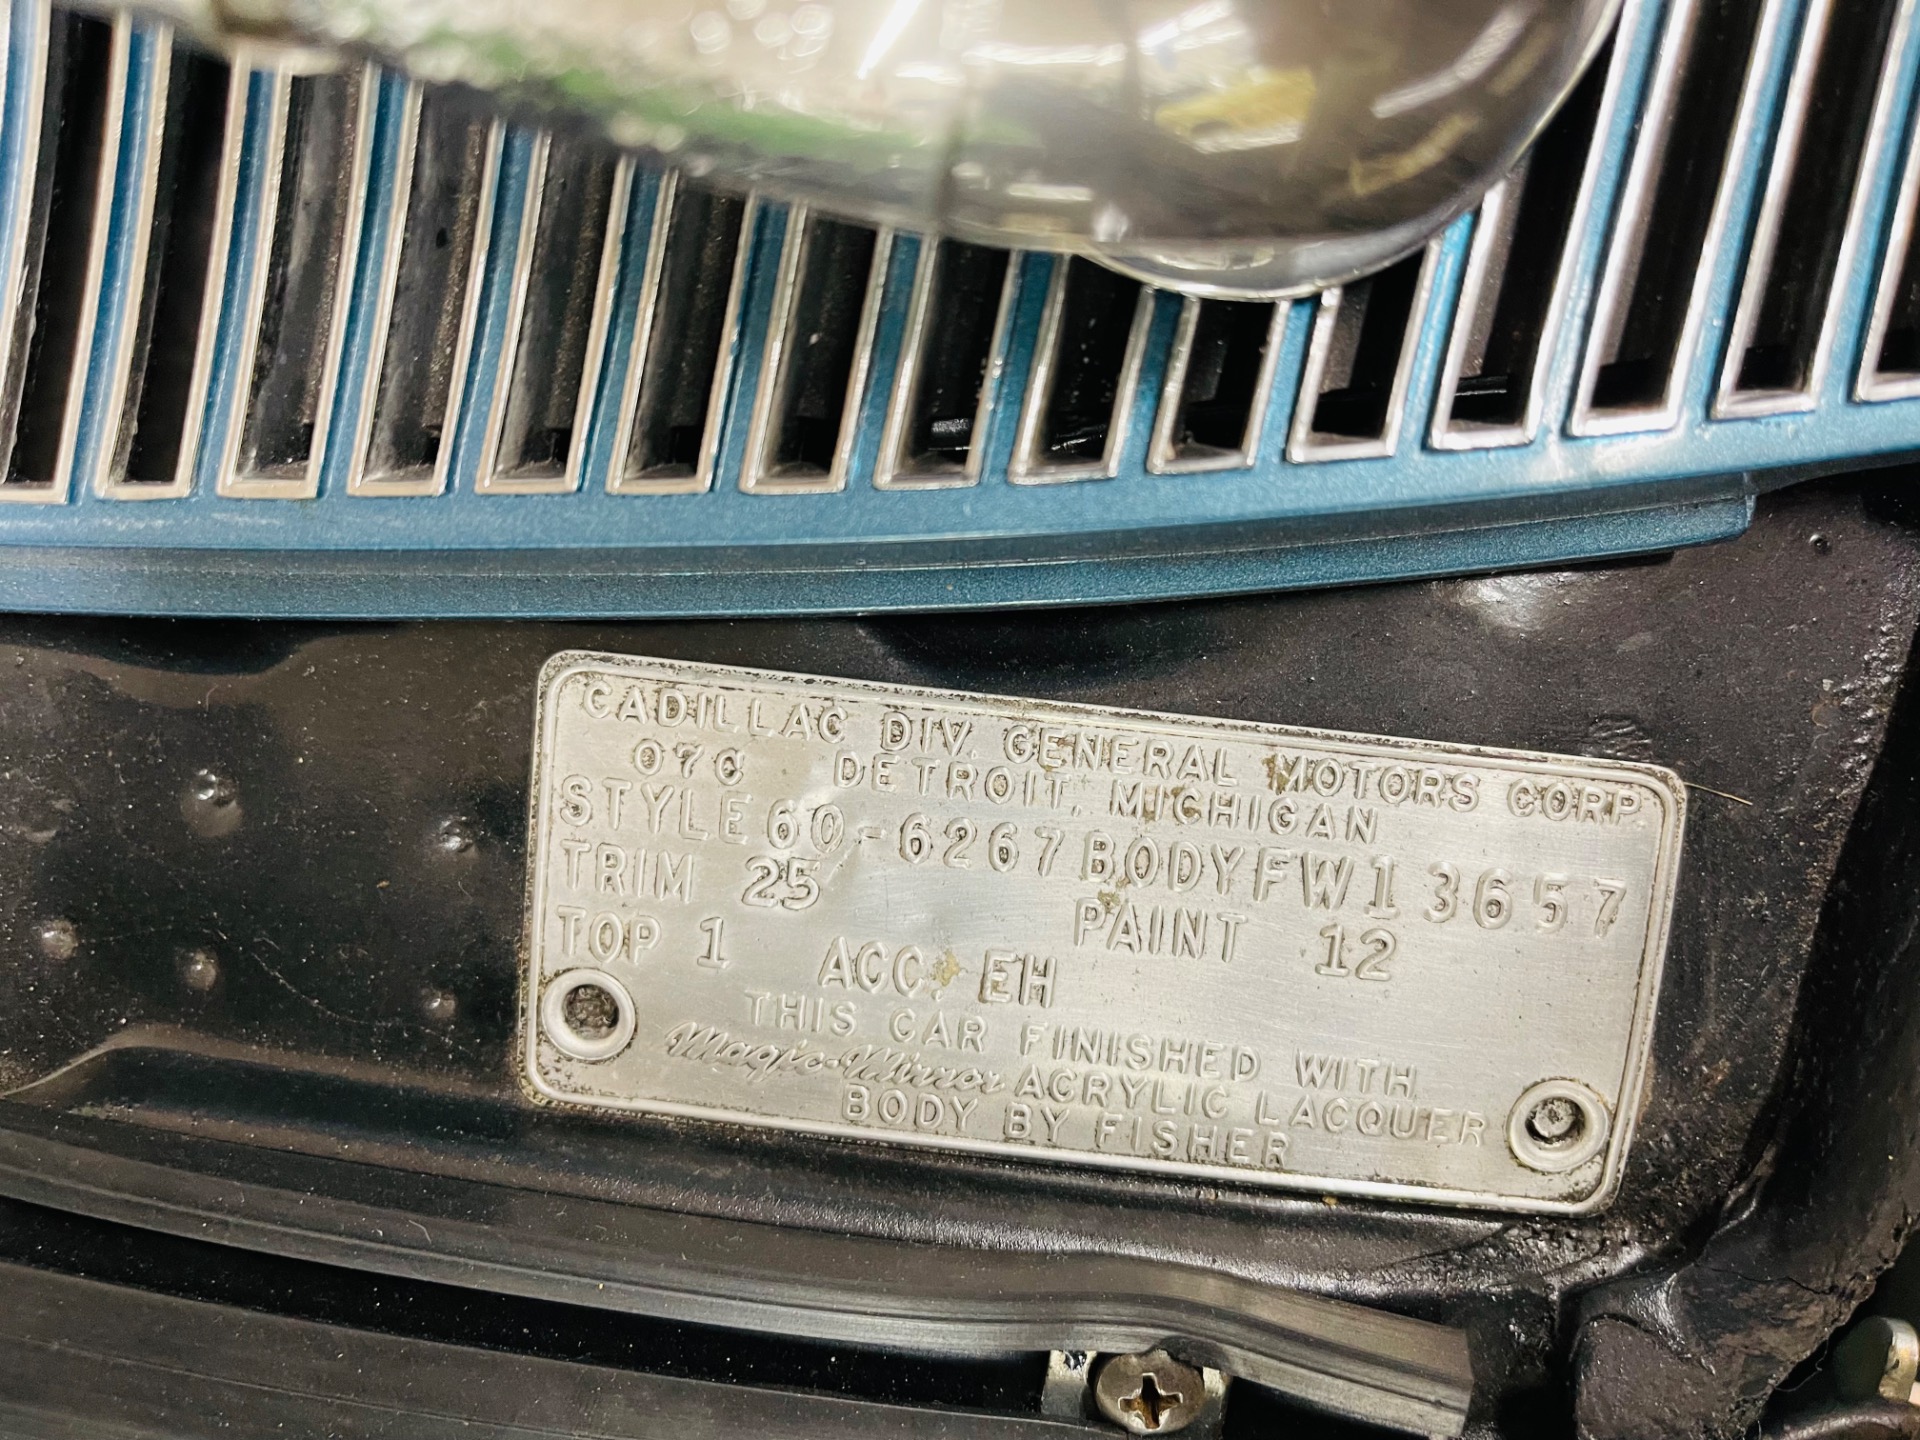 CADILLAC DIV. GENERAL MOTORS CORP.
07C DETROIT, MICHIGAN
STYLE 60-6267 BODY FW13657
TRIM 25 PAINT 12
TOP 1 ACC. EH
THIS CAR FINISHED WITH
Magic-Mirror ACRYLIC LACQUER
BODY BY FISHER